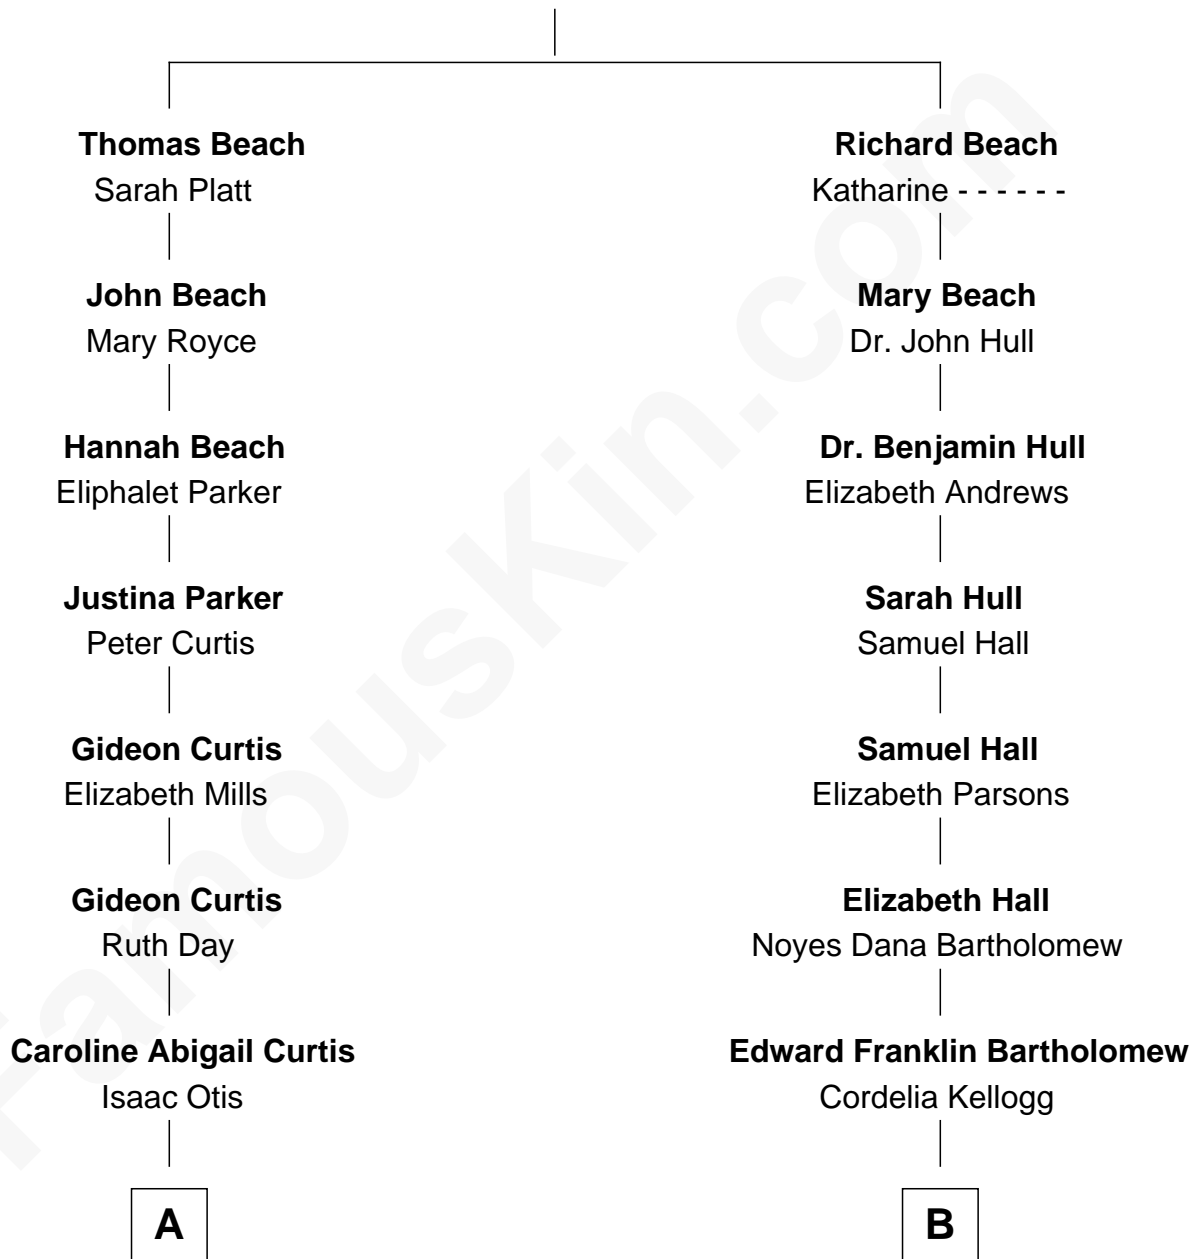 Thomas Beach
Sarah Platt
John Beach
Mary Royce
Hannah Beach
Eliphalet Parker
Justina Parker
Peter Curtis
Gideon Curtis
Elizabeth Mills
Gideon Curtis
Ruth Day
Caroline Abigail Curtis
Isaac Otis
A
Richard Beach
Katharine - - - - - -
Mary Beach
Dr. John Hull
Dr. Benjamin Hull
Elizabeth Andrews
Sarah Hull
Samuel Hall
Samuel Hall
Elizabeth Parsons
Elizabeth Hall
Noyes Dana Bartholomew
Edward Franklin Bartholomew
Cordelia Kellogg
B
FamousKin.com